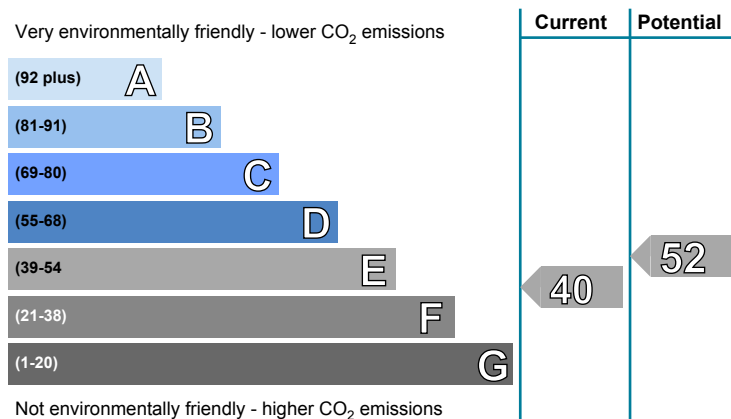 Current Potential
Very environmentally friendly - lower CO₂ emissions
(92 plus) A
(81-91) B
(69-80) C
(55-68) D
(39-54 E
52
40
(21-38) F
(1-20) G
Not environmentally friendly - higher CO₂ emissions